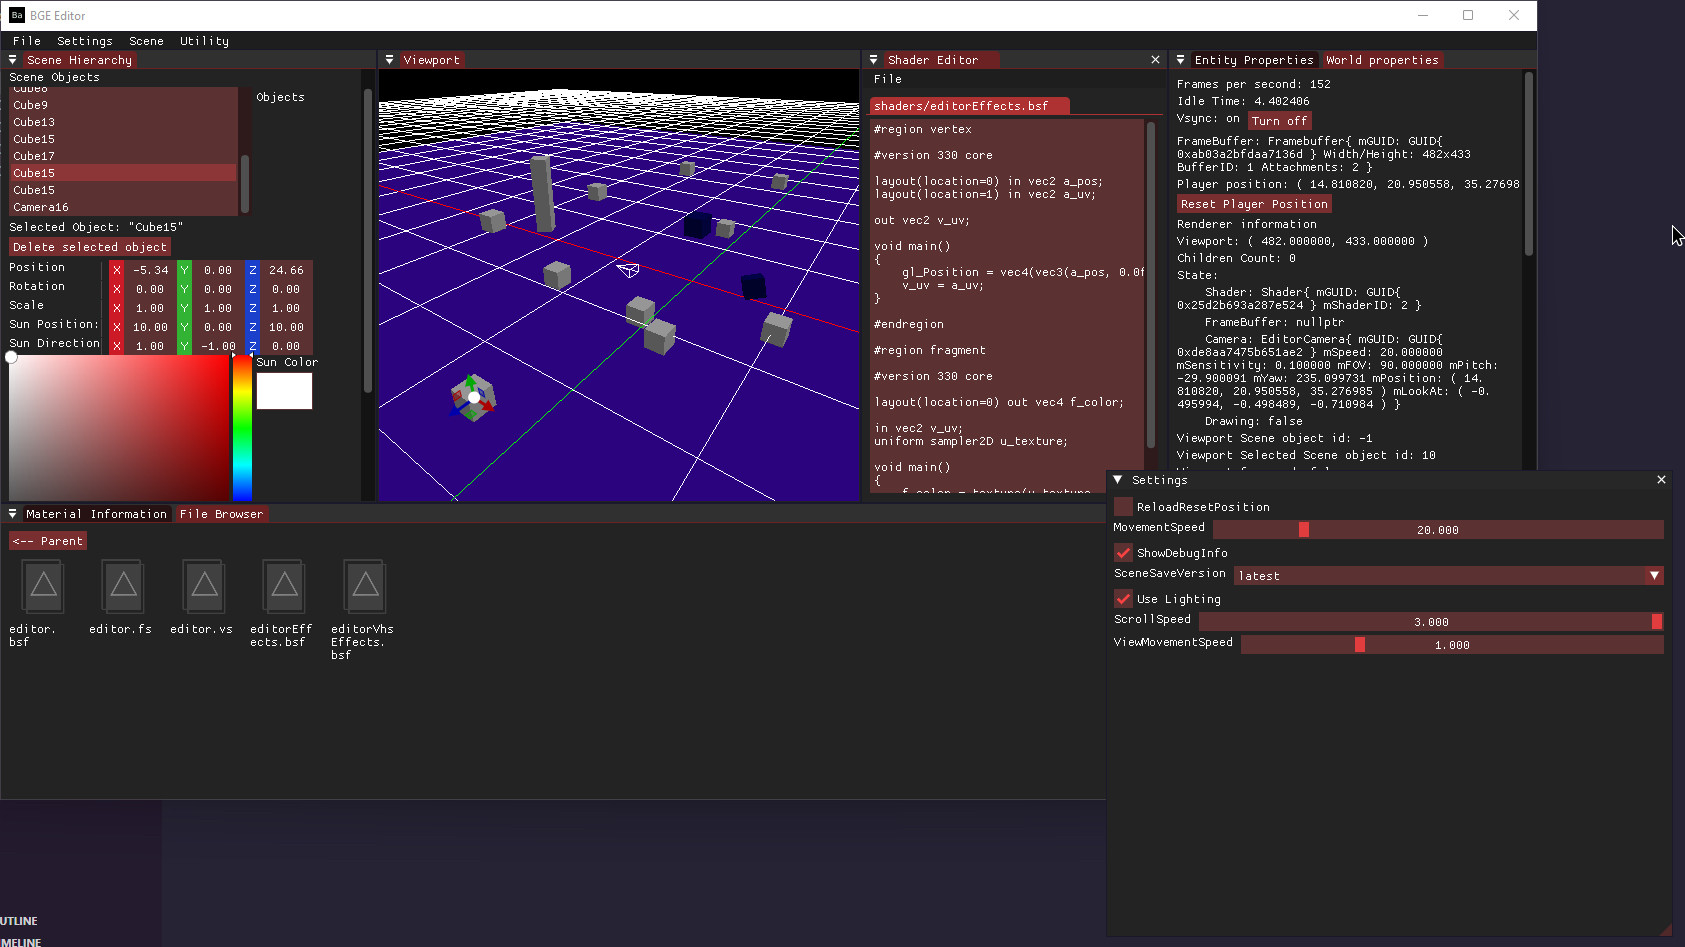 Ba BGE Editor
File Settings Scene Utility
Scene Hierarchy
Scene Objects
Cube8
Cube9
Cube13
Cube15
Cube17
Cube15
Cube15
Camera16
Objects
Selected Object: "Cube15"
Delete selected object
Position X -5.34 Y 0.00 Z 24.66
Rotation X 0.00 Y 0.00 Z 0.00
Scale X 1.00 Y 1.00 Z 1.00
Sun Position: X 10.00 Y 0.00 Z 10.00
Sun Direction X 1.00 Y -1.00 Z 0.00
Sun Color
Viewport
Shader Editor
File
shaders/editorEffects.bsf
#region vertex
#version 330 core
layout(location=0) in vec2 a_pos;
layout(location=1) in vec2 a_uv;
out vec2 v_uv;
void main()
{
gl_Position = vec4(vec3(a_pos, 0.0f
v_uv = a_uv;
}
#endregion
#region fragment
#version 330 core
layout(location=0) out vec4 f_color;
in vec2 v_uv;
uniform sampler2D u_texture;
void main()
{
f_color = texture(u_texture,
Entity Properties World properties
Frames per second: 152
Idle Time: 4.402406
Vsync: on Turn off
FrameBuffer: Framebuffer{ mGUID: GUID{
0xab03a2bfdaa7136d } Width/Height: 482x433
BufferID: 1 Attachments: 2 }
Player position: ( 14.810820, 20.950558, 35.27698
Reset Player Position
Renderer information
Viewport: ( 482.000000, 433.000000 )
Children Count: 0
State:
Shader: Shader{ mGUID: GUID{
0x25d2b693a287e524 } mShaderID: 2 }
FrameBuffer: nullptr
Camera: EditorCamera{ mGUID: GUID{
0xde8aa7475b651ae2 } mSpeed: 20.000000
mSensitivity: 0.100000 mFOV: 90.000000 mPitch:
-29.900091 mYaw: 235.099731 mPosition: ( 14.
810820, 20.950558, 35.276985 ) mLookAt: ( -0.
495994, -0.498489, -0.710984 ) }
Drawing: false
Viewport Scene object id: -1
Viewport Selected Scene object id: 10
Material Information File Browser
<-- Parent
editor.
bsf
editor.fs
editor.vs
editorEff
ects.bsf
editorVhs
Effects.
bsf
Settings
ReloadResetPosition
MovementSpeed 20.000
ShowDebugInfo
SceneSaveVersion latest
Use Lighting
ScrollSpeed 3.000
ViewMovementSpeed 1.000
UTLINE
MELINE